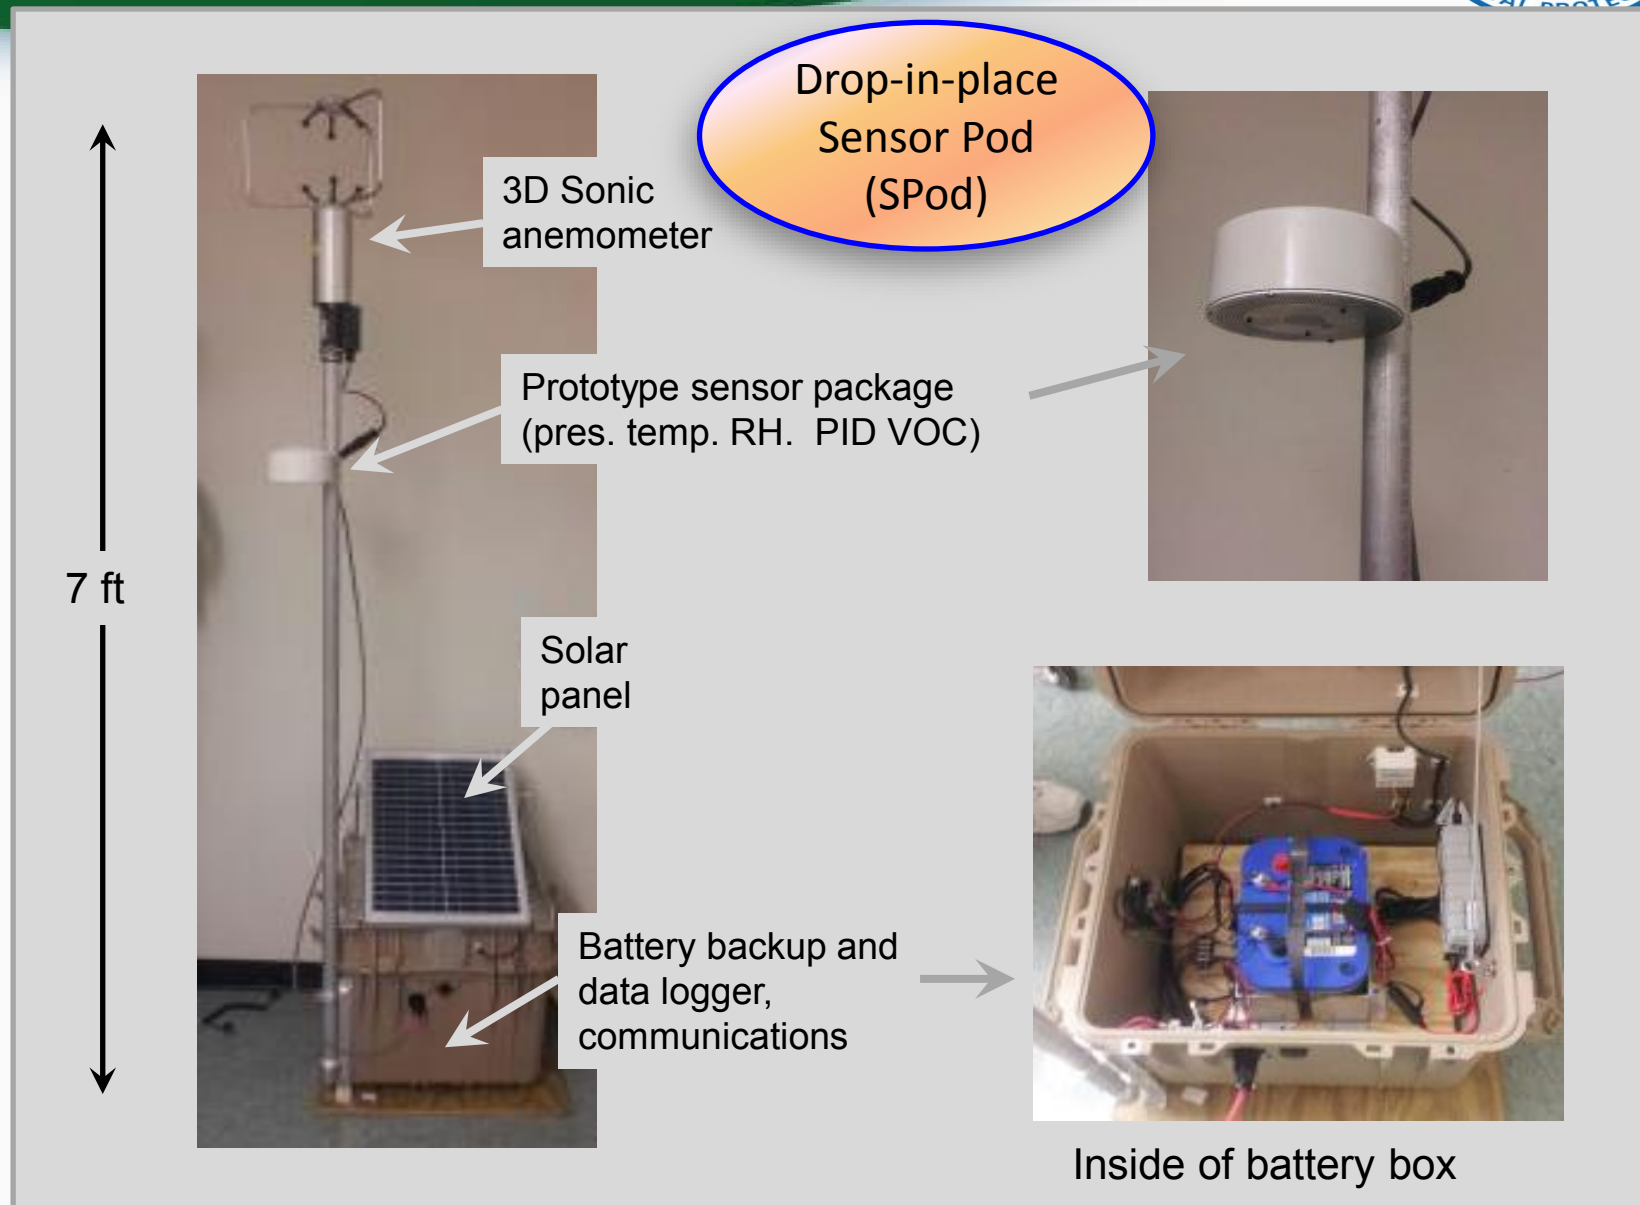 Drop-in-place
Sensor Pod
(SPod)
3D Sonic
anemometer
Prototype sensor package
(pres. temp. RH.  PID VOC)
7 ft
Solar
panel
Battery backup and
data logger,
communications
Inside of battery box